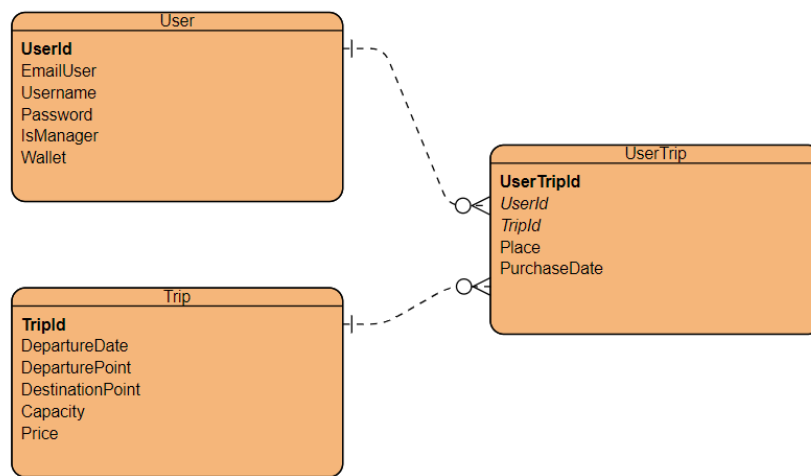 User
UserId
EmailUser
Username
Password
IsManager
Wallet
UserTrip
UserTripId
UserId
TripId
Place
PurchaseDate
Trip
TripId
DepartureDate
DeparturePoint
DestinationPoint
Capacity
Price